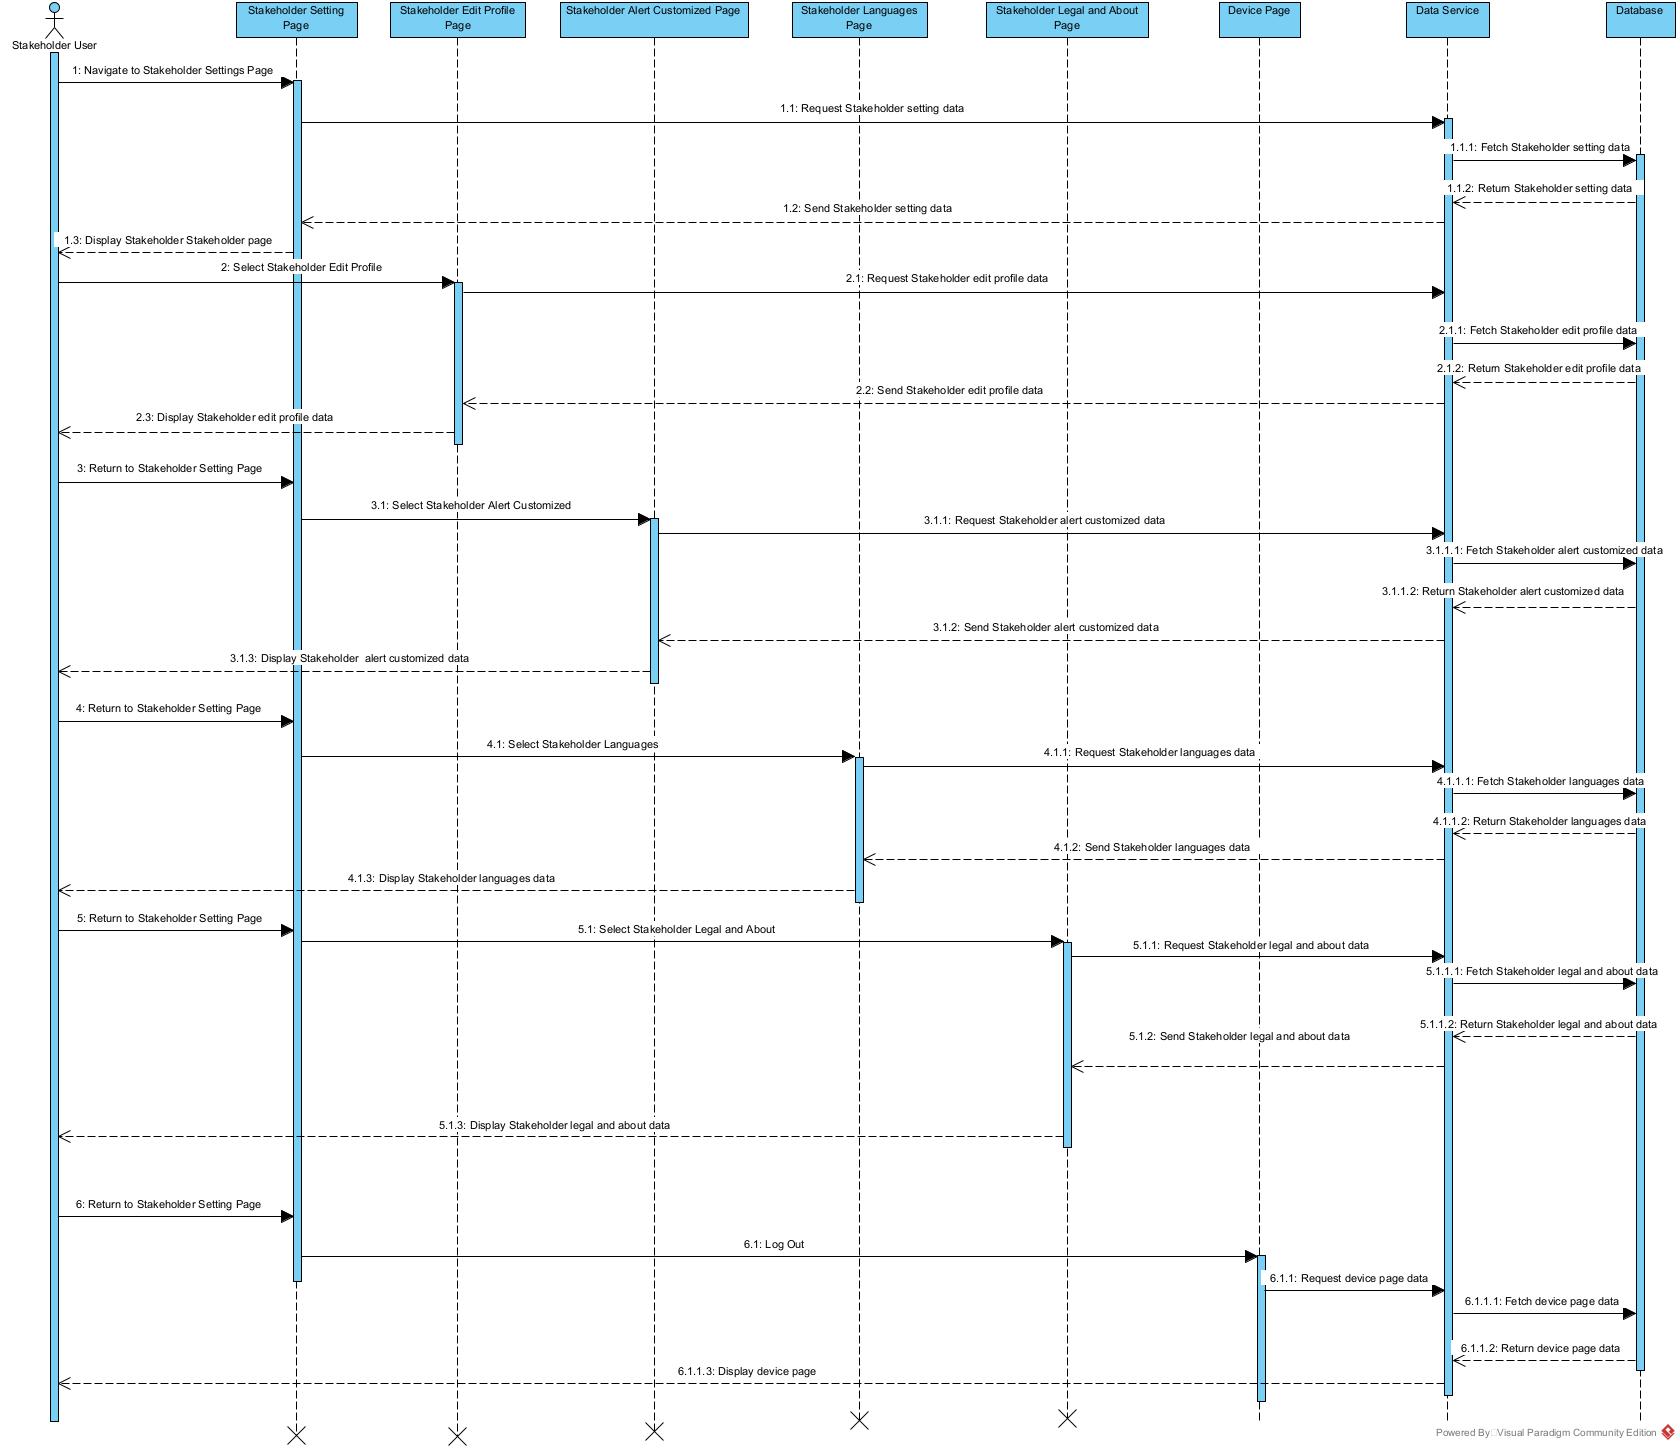 Stakeholder User
Stakeholder Setting
Page
Stakeholder Edit Profile
Page
Stakeholder Alert Customized Page
Stakeholder Languages
Page
Stakeholder Legal and About
Page
Device Page
Data Service
Database
1: Navigate to Stakeholder Settings Page
1.1: Request Stakeholder setting data
1.1.1: Fetch Stakeholder setting data
1.1.2: Return Stakeholder setting data
1.2: Send Stakeholder setting data
1.3: Display Stakeholder Stakeholder page
2: Select Stakeholder Edit Profile
2.1: Request Stakeholder edit profile data
2.1.1: Fetch Stakeholder edit profile data
2.1.2: Return Stakeholder edit profile data
2.2: Send Stakeholder edit profile data
2.3: Display Stakeholder edit profile data
3: Return to Stakeholder Setting Page
3.1: Select Stakeholder Alert Customized
3.1.1: Request Stakeholder alert customized data
3.1.1.1: Fetch Stakeholder alert customized data
3.1.1.2: Return Stakeholder alert customized data
3.1.2: Send Stakeholder alert customized data
3.1.3: Display Stakeholder  alert customized data
4: Return to Stakeholder Setting Page
4.1: Select Stakeholder Languages
4.1.1: Request Stakeholder languages data
4.1.1.1: Fetch Stakeholder languages data
4.1.1.2: Return Stakeholder languages data
4.1.2: Send Stakeholder languages data
4.1.3: Display Stakeholder languages data
5: Return to Stakeholder Setting Page
5.1: Select Stakeholder Legal and About
5.1.1: Request Stakeholder legal and about data
5.1.1.1: Fetch Stakeholder legal and about data
5.1.1.2: Return Stakeholder legal and about data
5.1.2: Send Stakeholder legal and about data
5.1.3: Display Stakeholder legal and about data
6: Return to Stakeholder Setting Page
6.1: Log Out
6.1.1: Request device page data
6.1.1.1: Fetch device page data
6.1.1.2: Return device page data
6.1.1.3: Display device page
Powered By Visual Paradigm Community Edition